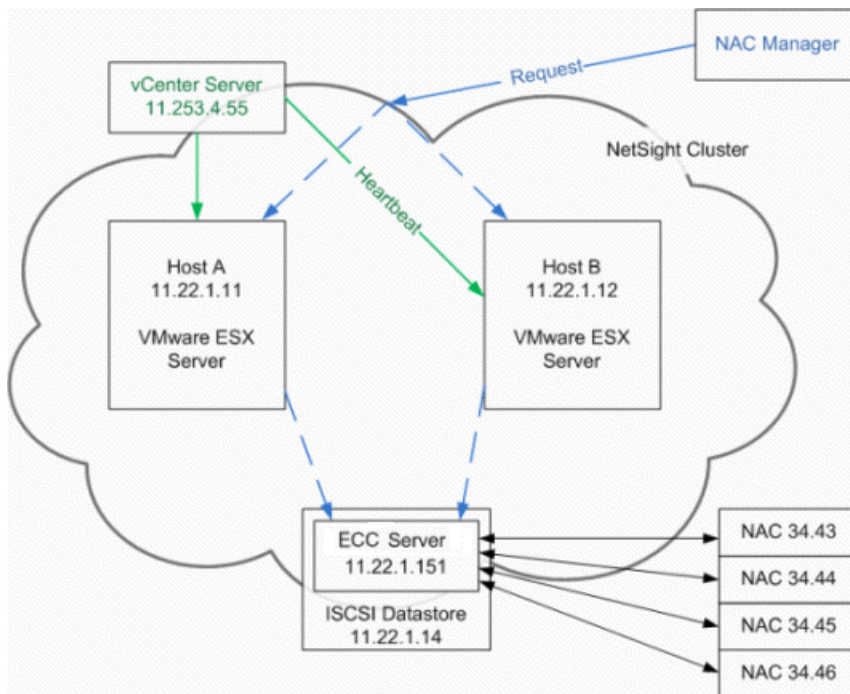 NAC Manager
Request
vCenter Server
11.253.4.55
NetSight Cluster
Heartbeat
Host A
11.22.1.11
VMware ESX
Server
Host B
11.22.1.12
VMware ESX
Server
ECC Server
11.22.1.151
ISCSI Datastore
11.22.1.14
NAC 34.43
NAC 34.44
NAC 34.45
NAC 34.46